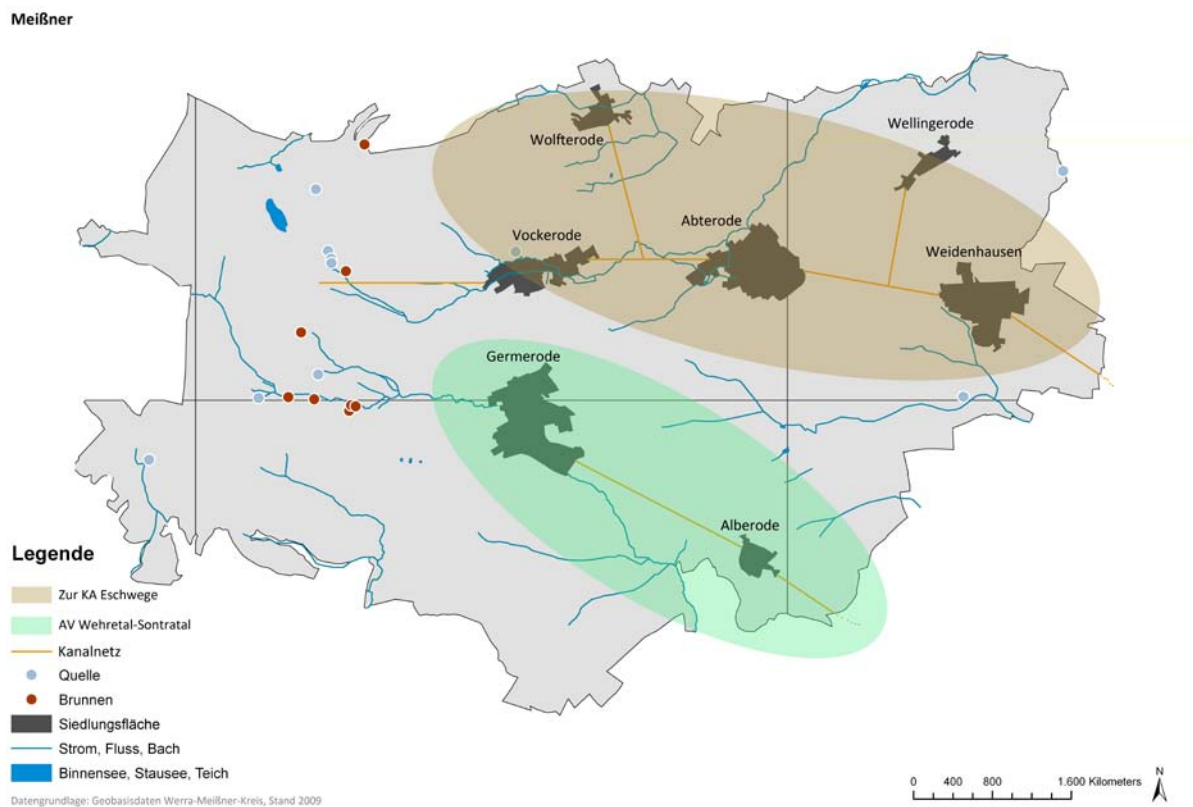 Meißner
Wolfterode
Wellingerode
Abterode
Vockerode
Weidenhausen
Germerode
Alberode
Legende
Zur KA Eschwege
AV Wehretal-Sontratal
Kanalnetz
Quelle
Brunnen
Siedlungsfläche
Strom, Fluss, Bach
Binnensee, Stausee, Teich
Datengrundlage: Geobasisdaten Werra-Meißner-Kreis, Stand 2009
0 400 800 1.600 Kilometers
N